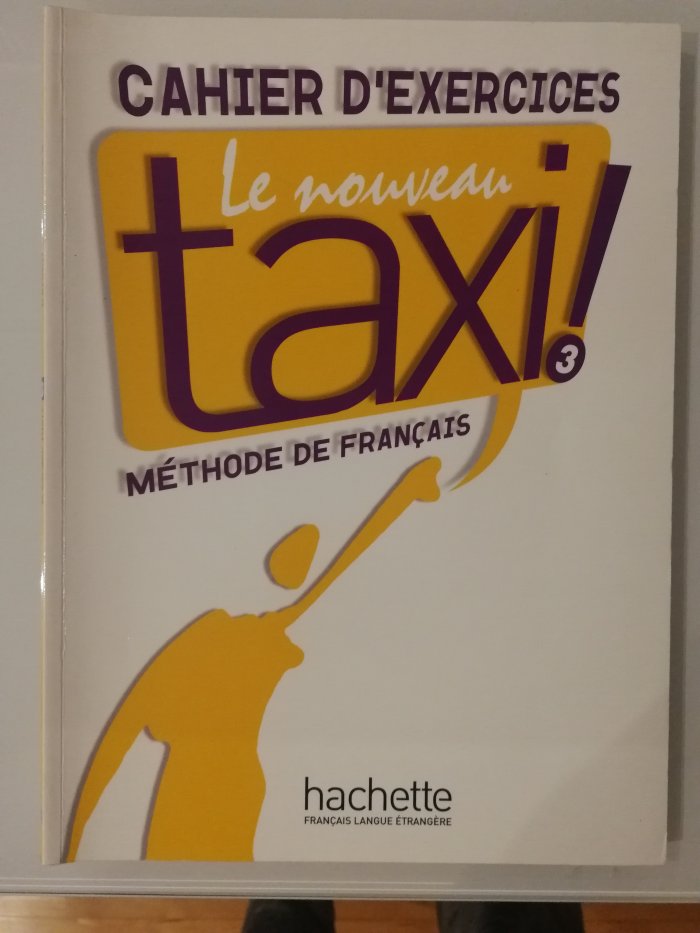 CAHIER D'EXERCICES
Le nouveau
taxi!
3
MÉTHODE DE FRANÇAIS
hachette
FRANÇAIS LANGUE ÉTRANGÈRE